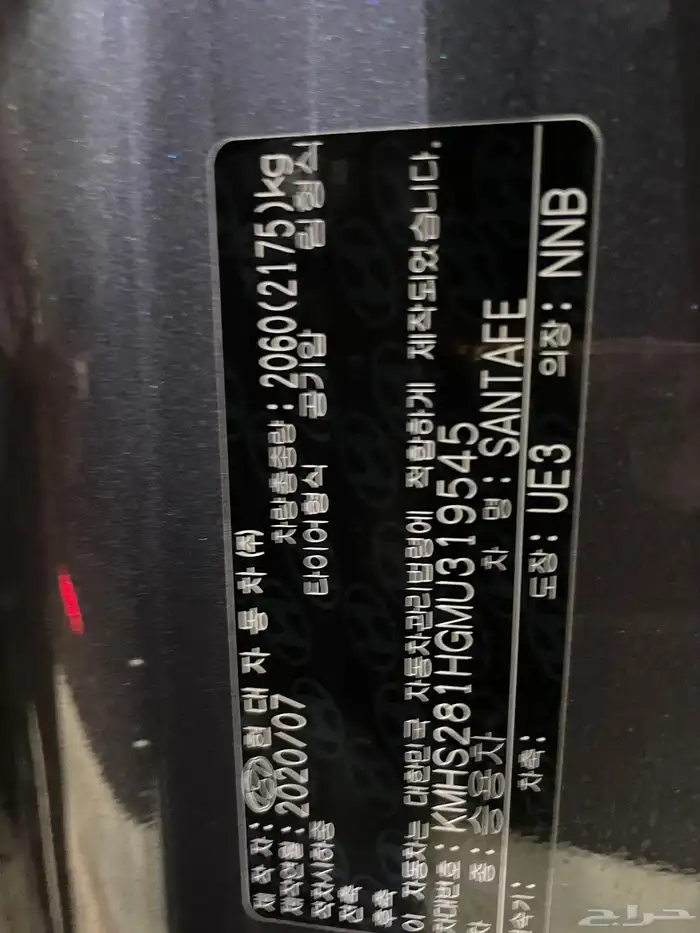 제 작 자 : 현 대 자 동 차 (주)
제작연월 : 2020/07 차량총중량 : 2060(2175)kg
적차시하중 타이어형식 공기압 림형식
전축
후축
이 자동차는 대한민국 자동차관리법령에 적합하게 제작되었습니다.
차대번호 : KMHS281HGMU319545
차 종 : 승용차 차 명 : SANTAFE
변속기 : 차축 : 도장 : UE3 의장 : NNB
حراج